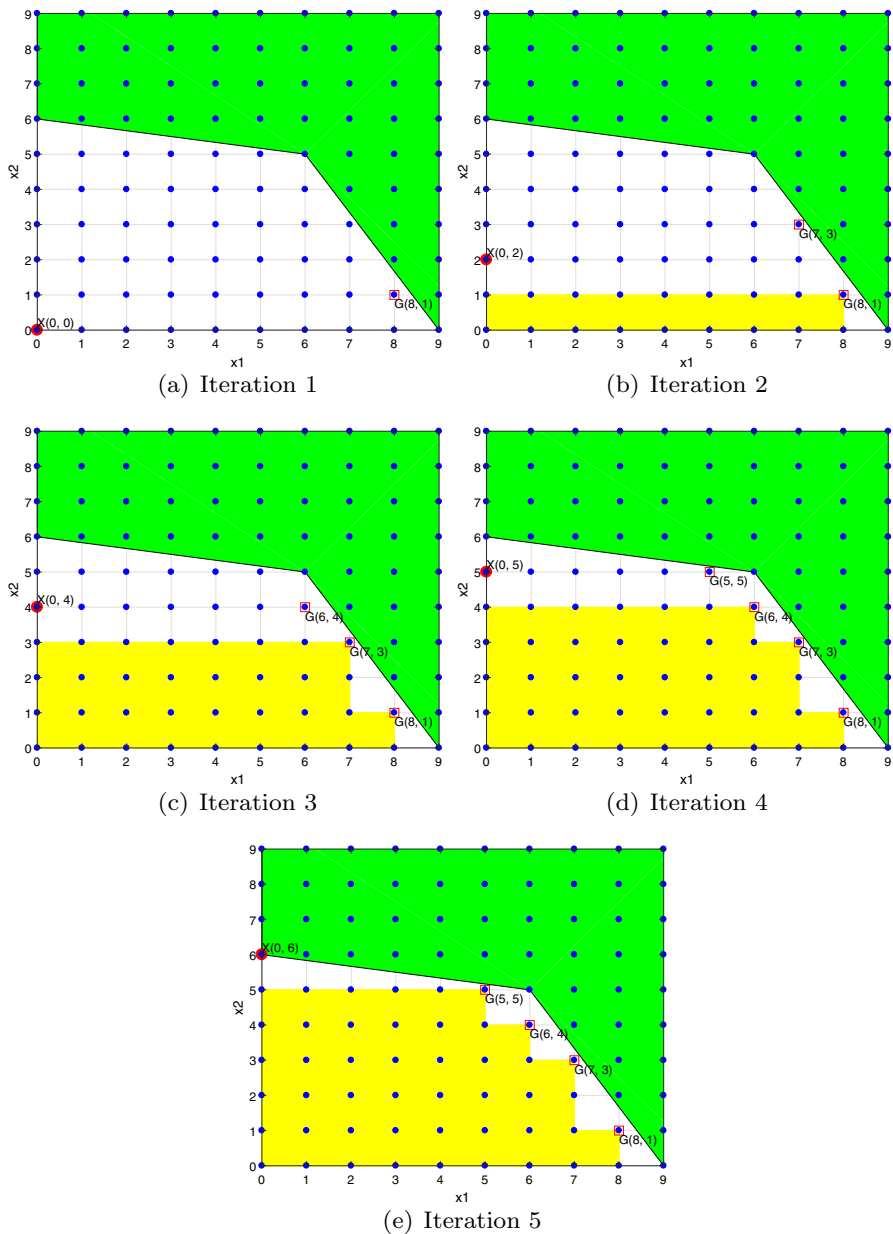 9
8
7
6
5
4
3
2
1
0
x2
X(0, 0)
G(8, 1)
0 1 2 3 4 5 6 7 8 9
x1
(a) Iteration 1
9
8
7
6
5
4
3
2
1
0
x2
X(0, 2)
G(7, 3)
G(8, 1)
0 1 2 3 4 5 6 7 8 9
x1
(b) Iteration 2
9
8
7
6
5
4
3
2
1
0
x2
X(0, 4)
G(6, 4)
G(7, 3)
G(8, 1)
0 1 2 3 4 5 6 7 8 9
x1
(c) Iteration 3
9
8
7
6
5
4
3
2
1
0
x2
X(0, 5)
G(5, 5)
G(6, 4)
G(7, 3)
G(8, 1)
0 1 2 3 4 5 6 7 8 9
x1
(d) Iteration 4
9
8
7
6
5
4
3
2
1
0
x2
X(0, 6)
G(5, 5)
G(6, 4)
G(7, 3)
G(8, 1)
0 1 2 3 4 5 6 7 8 9
x1
(e) Iteration 5